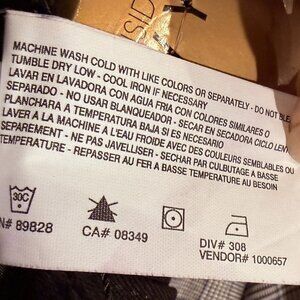 SID
MACHINE WASH COLD WITH LIKE COLORS OR SEPARATELY - DO NOT BLE
TUMBLE DRY LOW - COOL IRON IF NECESSARY
LAVAR EN LAVADORA CON AGUA FRIA CON COLORES SIMILARES O
SEPARADO - NO USAR BLANQUEADOR - SECAR EN SECADORA CICLO LEN
PLANCHAR A TEMPERATURA BAJA SI ES NECESARIO
LAVER A LA MACHINE A L'EAU FROIDE AVEC DES COULEURS SEMBLABLES OU
SEPAREMENT - NE PAS JAVELLISER - SECHAR PAR CULBUTAGE A BASSE
TEMPERATURE - REPASSER AU FER A BASSE TEMPERATURE AU BESOIN
30C
N# 89828 CA# 08349 DIV# 308
VENDOR# 1000657